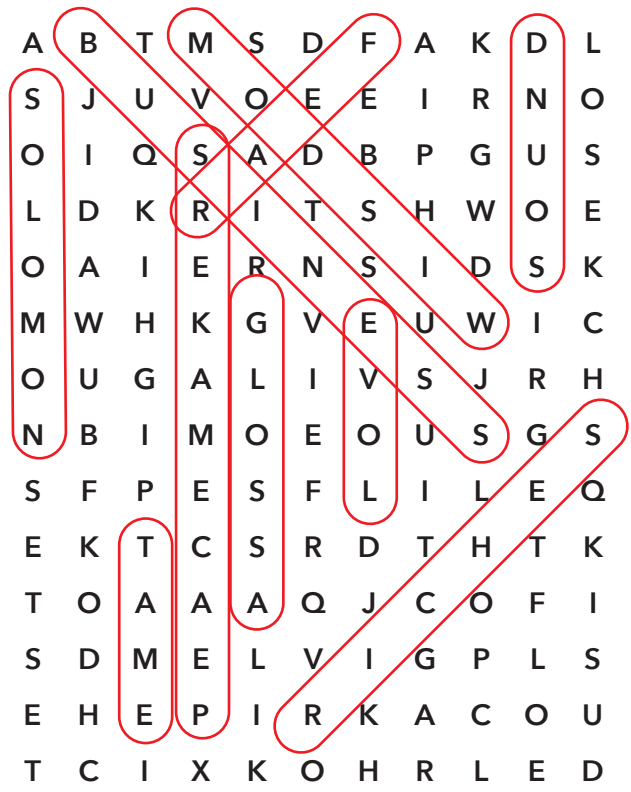 A B T M S D F A K D L
S J U V O E E I R N O
O I Q S A D B P G U S
L D K R I T S H W O E
O A I E R N S I D S K
M W H K G V E U W I C
O U G A L I V S J R H
N B I M O E O U S G S
S F P E S F L I L E Q
E K T C S R D T H T K
T O A A A Q J C O F I
S D M E L V I G P L S
E H E P I R K A C O U
T C I X K O H R L E D